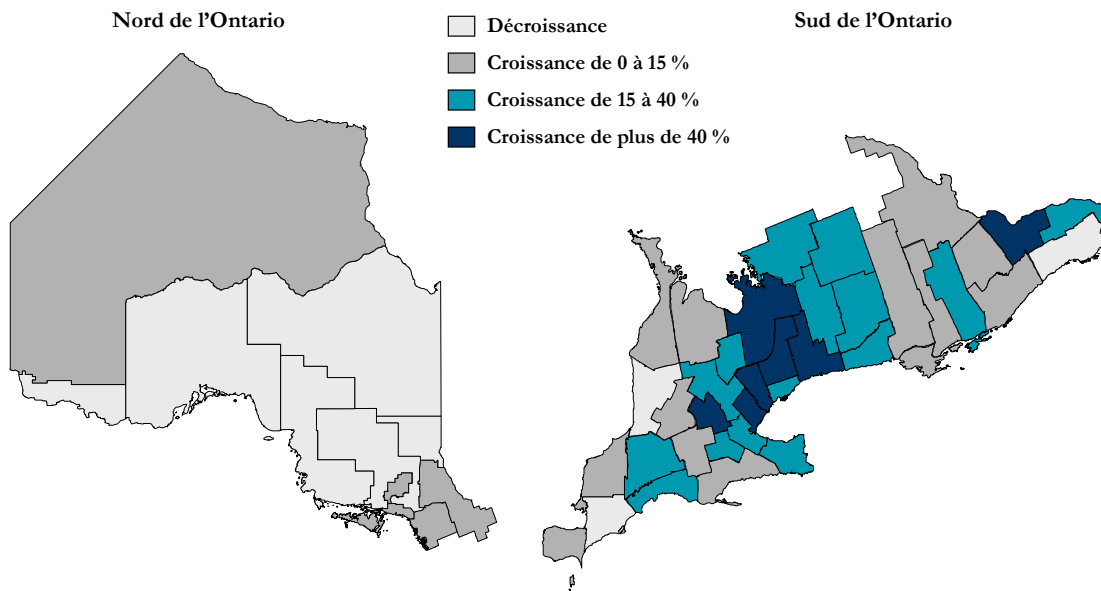 Nord de l'Ontario
Sud de l'Ontario
Décroissance
Croissance de 0 à 15 %
Croissance de 15 à 40 %
Croissance de plus de 40 %